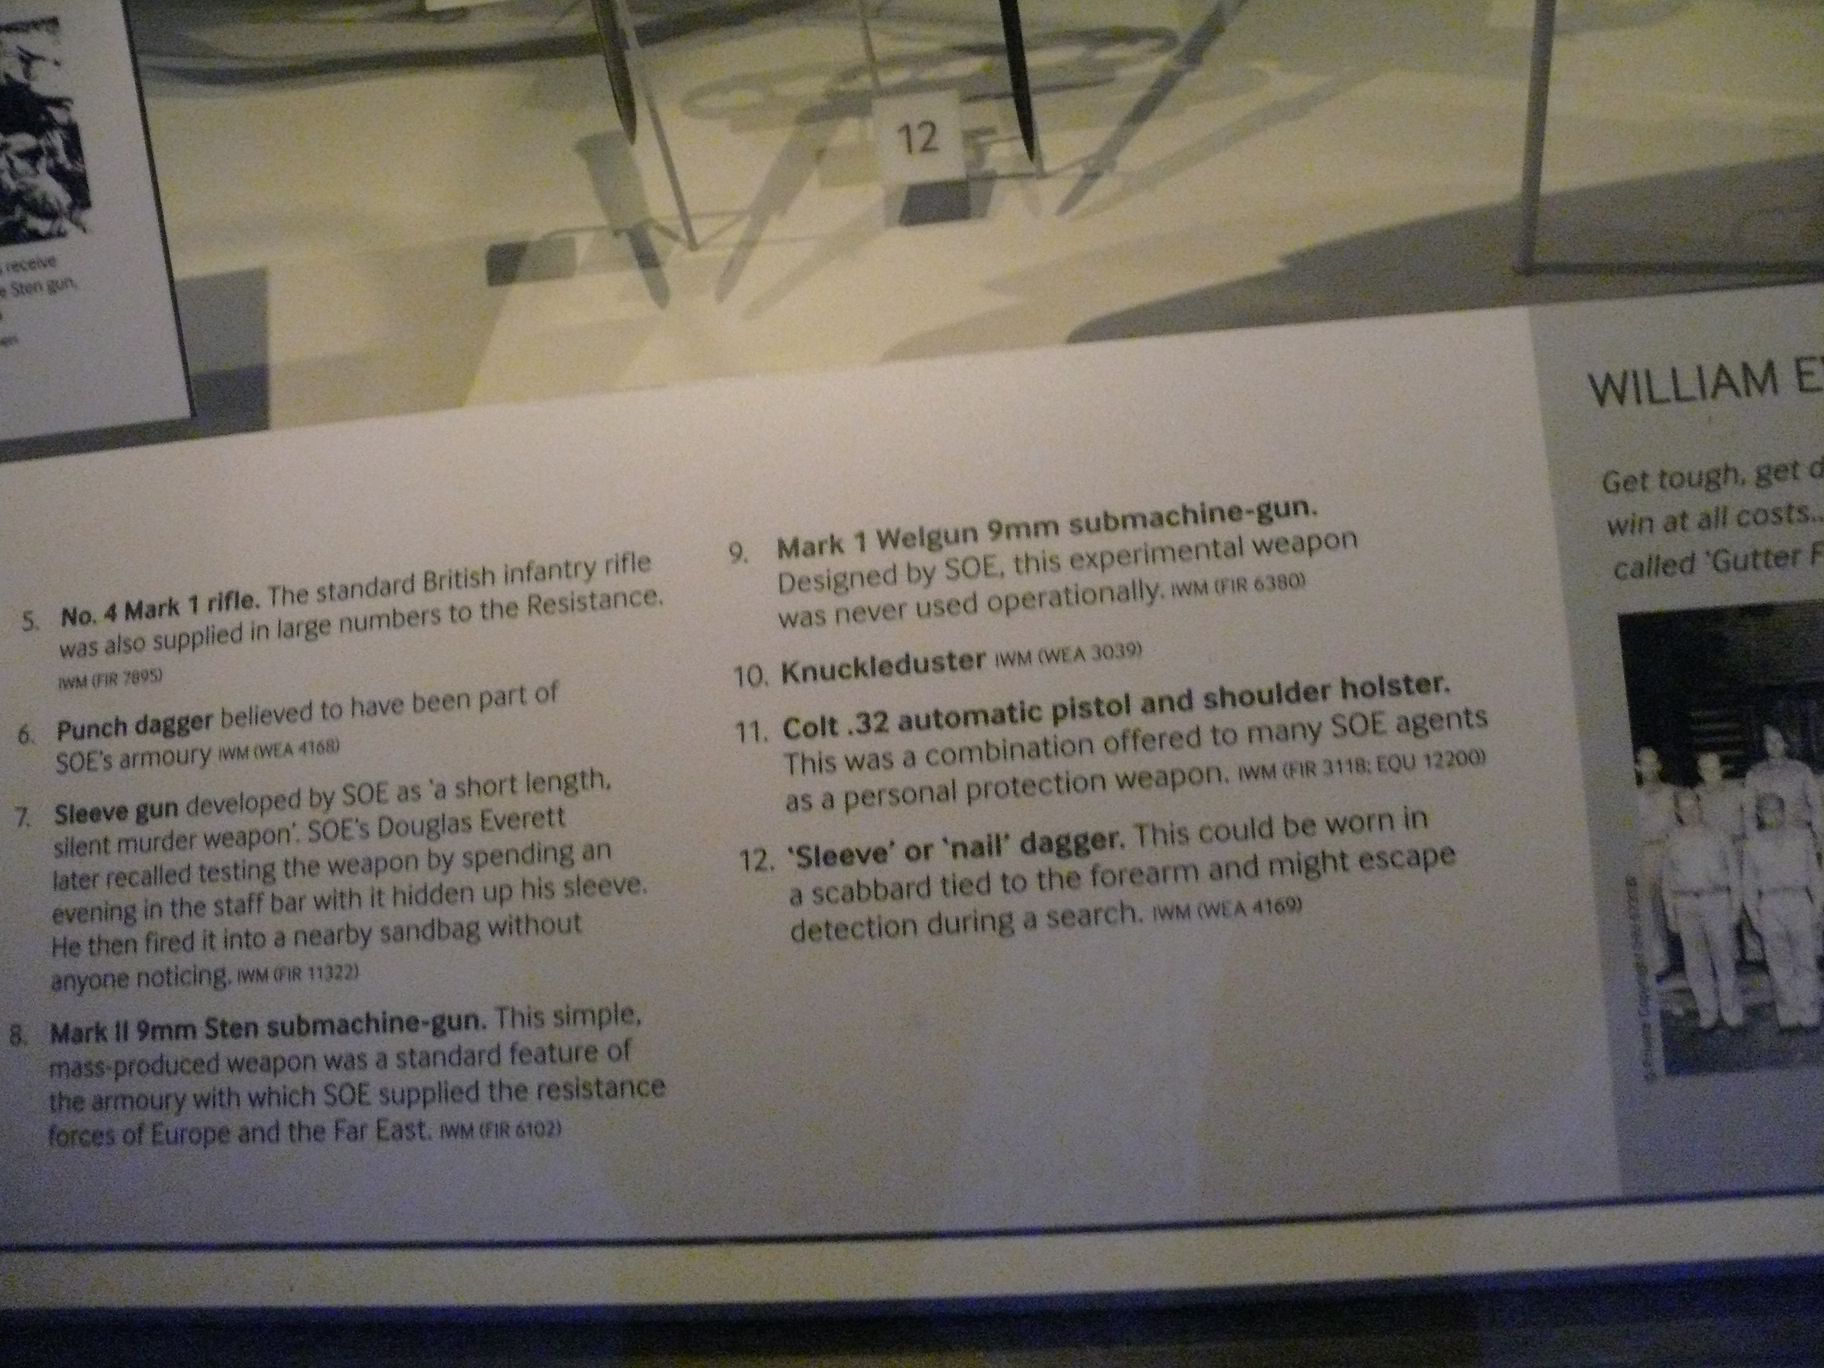 receive
Sten gun,
12
5. No. 4 Mark 1 rifle. The standard British infantry rifle
was also supplied in large numbers to the Resistance.
IWM (FIR 7895)
6. Punch dagger believed to have been part of
SOE's armoury IWM (WEA 4168)
7. Sleeve gun developed by SOE as 'a short length,
silent murder weapon'. SOE's Douglas Everett
later recalled testing the weapon by spending an
evening in the staff bar with it hidden up his sleeve.
He then fired it into a nearby sandbag without
anyone noticing. IWM (FIR 11322)
8. Mark II 9mm Sten submachine-gun. This simple,
mass-produced weapon was a standard feature of
the armoury with which SOE supplied the resistance
forces of Europe and the Far East. IWM (FIR 6102)
9. Mark 1 Welgun 9mm submachine-gun.
Designed by SOE, this experimental weapon
was never used operationally. IWM (FIR 6380)
10. Knuckleduster IWM (WEA 3039)
11. Colt .32 automatic pistol and shoulder holster.
This was a combination offered to many SOE agents
as a personal protection weapon. IWM (FIR 3118; EQU 12200)
12. 'Sleeve' or 'nail' dagger. This could be worn in
a scabbard tied to the forearm and might escape
detection during a search. IWM (WEA 4169)
WILLIAM E
Get tough, get d
win at all costs..
called 'Gutter F
© Private Copyright